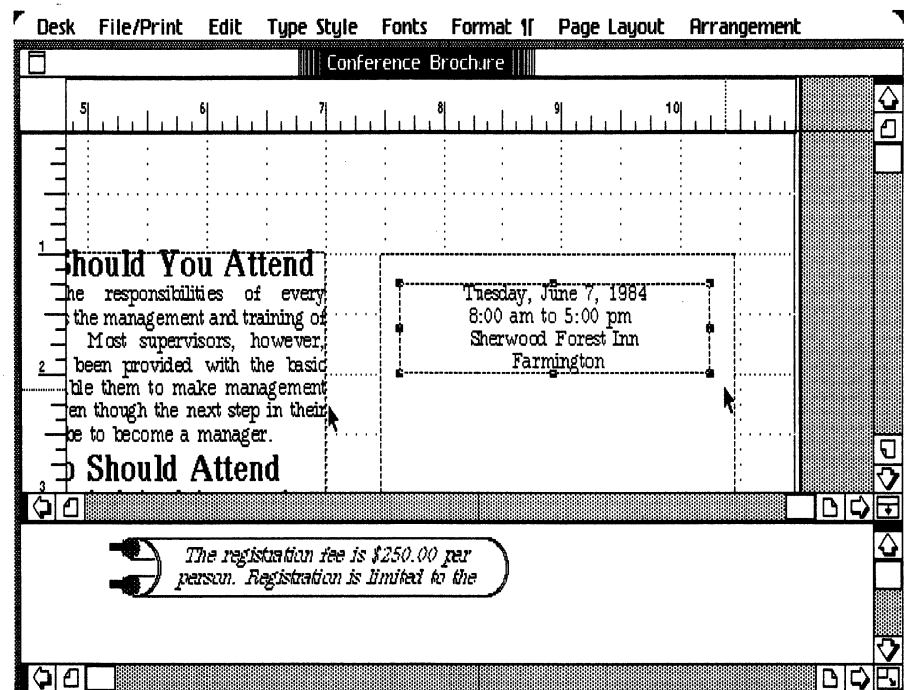 Desk File/Print Edit Type Style Fonts Format ¶ Page Layout Arrangement
Conference Brochure
5 6 7 8 9 10
1
hould You Attend
he responsibilities of every
the management and training of
Most supervisors, however,
been provided with the basic
ble them to make management
en though the next step in their
be to become a manager.
Should Attend
2
3
Tuesday, June 7, 1984
8:00 am to 5:00 pm
Sherwood Forest Inn
Farmington
The registration fee is $250.00 per
person. Registration is limited to the